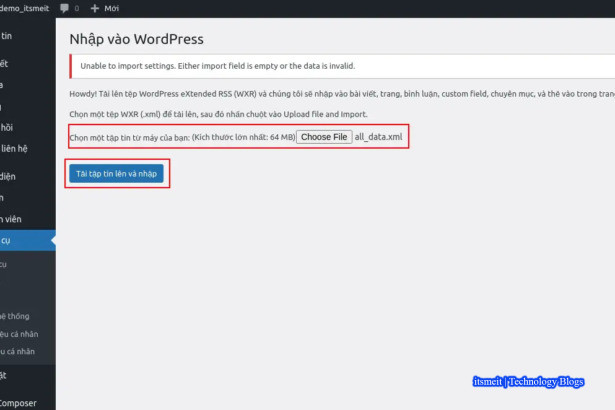 demo_itsmeit 0 + Mới
tin
Nhập vào WordPress
Unable to import settings. Either import field is empty or the data is invalid.
Howdy! Tải lên tệp WordPress eXtended RSS (WXR) và chúng tôi sẽ nhập vào bài viết, trang, bình luận, custom field, chuyên mục, và thẻ vào trong
Chọn một tệp WXR (.xml) để tải lên, sau đó nhấn chuột vào Upload file and Import.
hồi
Chọn một tập tin từ máy của bạn: (Kích thước lớn nhất: 64 MB) Choose File all_data.xml
liên hệ
diện
Tải tập tin lên và nhập
viên
cụ
cụ
hệ thống
cá nhân
cá nhân
Composer
itsmeit | Technology Blogs